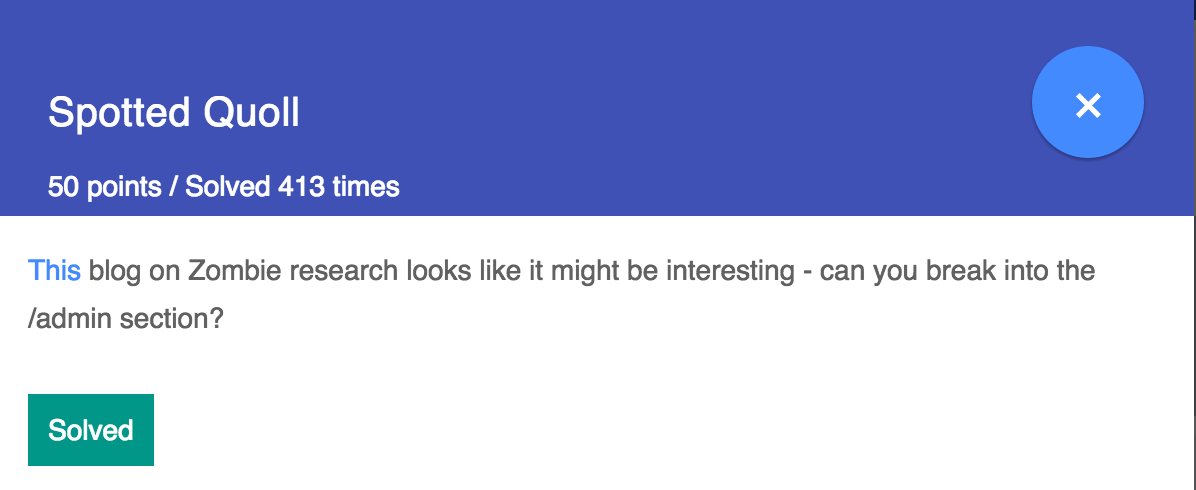 Spotted Quoll
50 points / Solved 413 times
This blog on Zombie research looks like it might be interesting - can you break into the
/admin section?
Solved